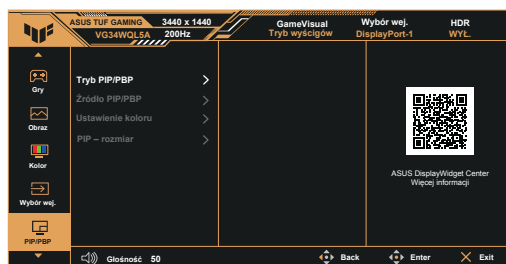 ASUS TUF GAMING 3440 x 1440
VG34WQL5A 200Hz
GameVisual
Tryb wyścigów
Wybór wej.
DisplayPort-1
HDR
WYŁ.
Gry
Obraz
Kolor
Wybór wej.
PIP/PBP
Tryb PIP/PBP
Źródło PIP/PBP
Ustawienie koloru
PIP – rozmiar
ASUS DisplayWidget Center
Więcej informacji
Głośność 50
Back
Enter
Exit